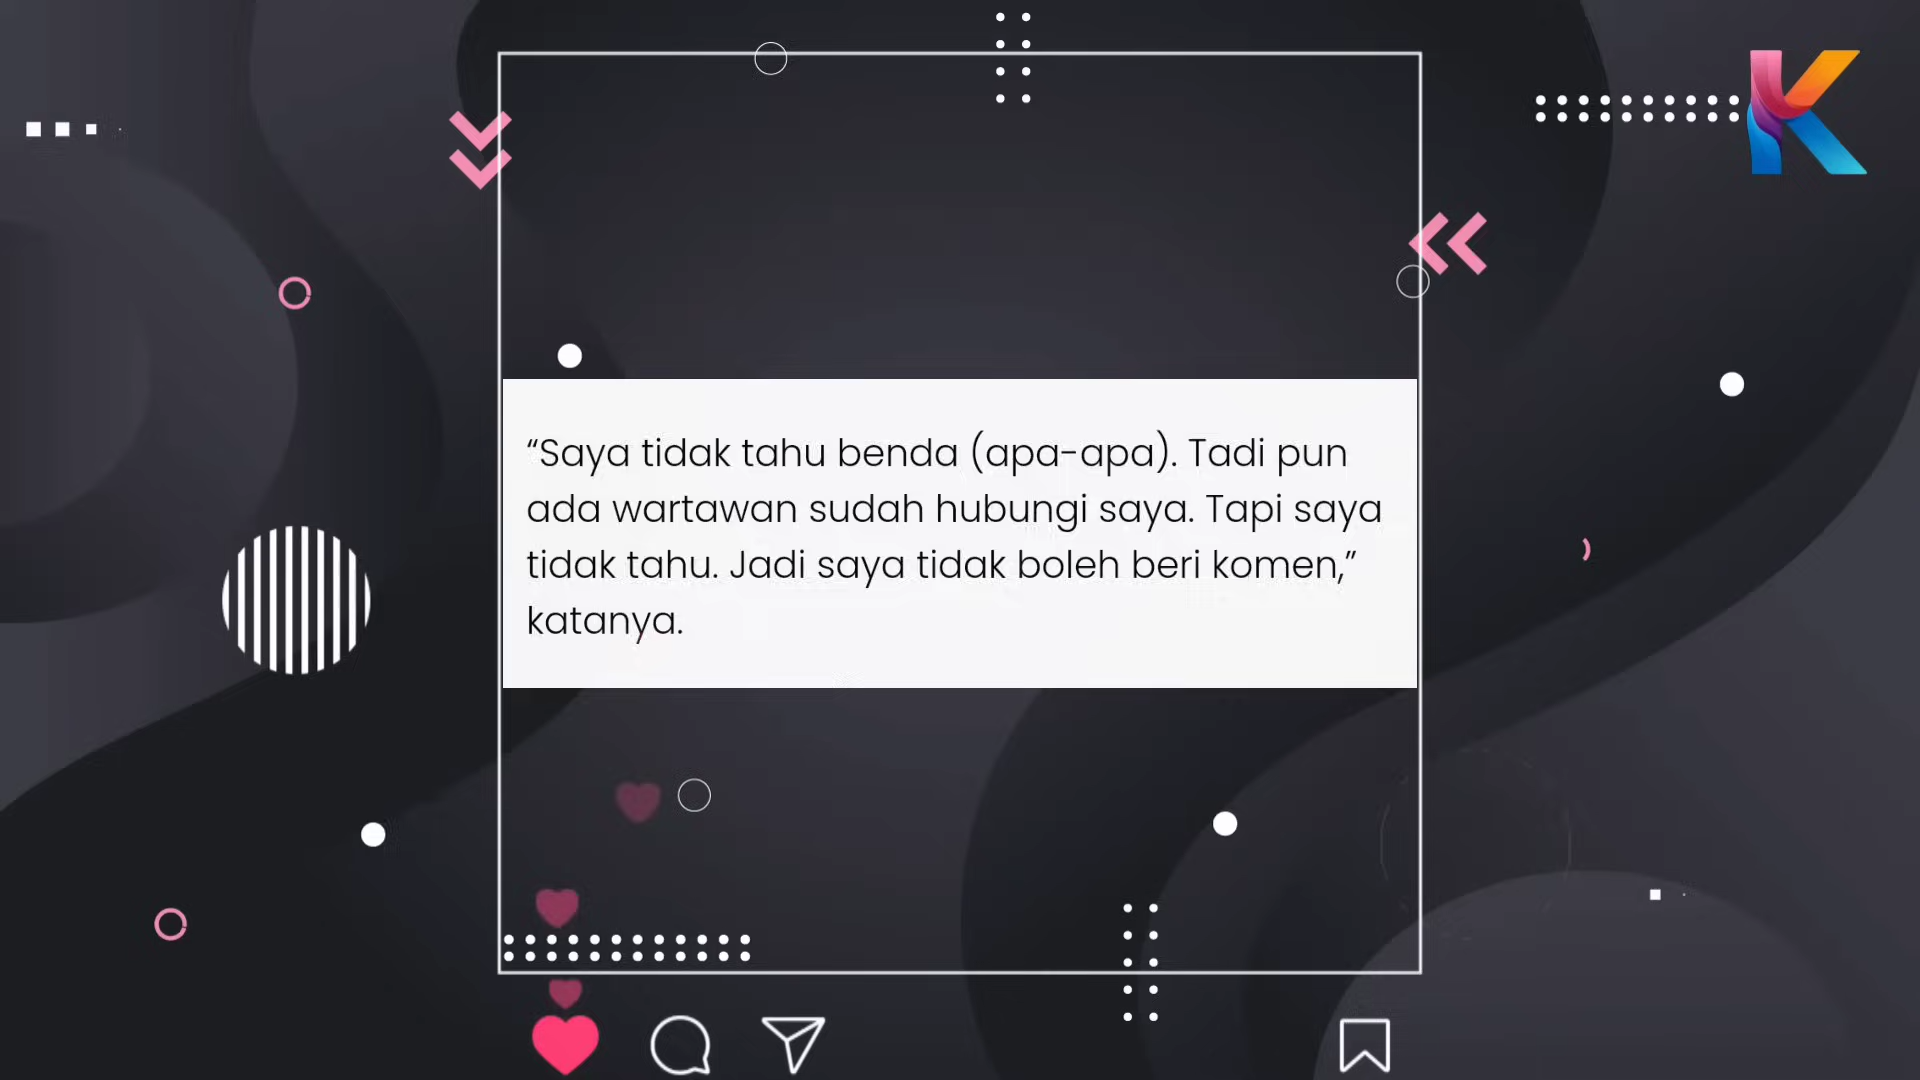 “Saya tidak tahu benda (apa-apa). Tadi pun
ada wartawan sudah hubungi saya. Tapi saya
tidak tahu. Jadi saya tidak boleh beri komen,”
katanya.
K